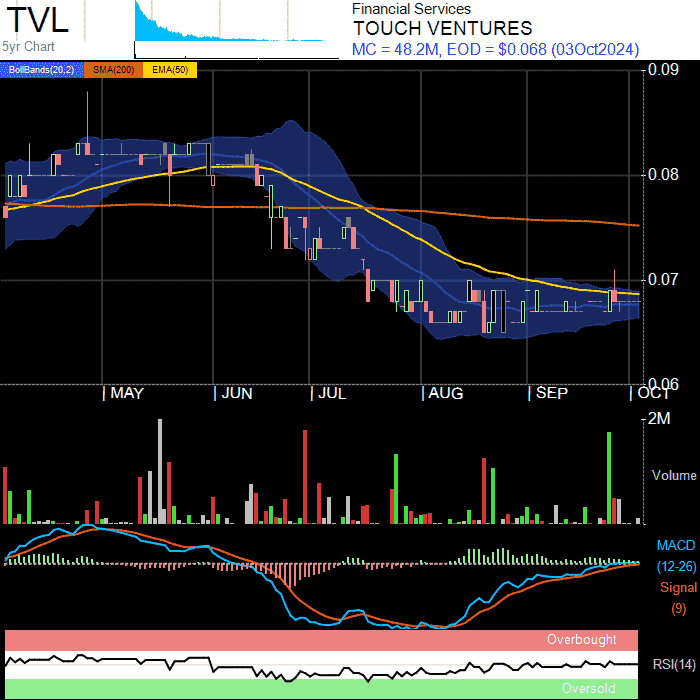 TVL
5yr Chart
Financial Services
TOUCH VENTURES
MC = 48.2M, EOD = $0.068 (03Oct2024)
BollBands(20,2) SMA(200) EMA(50)
0.09
0.08
0.07
0.06
MAY JUN JUL AUG SEP OCT
2M
Volume
MACD
(12-26)
Signal
(9)
Overbought
RSI(14)
Oversold